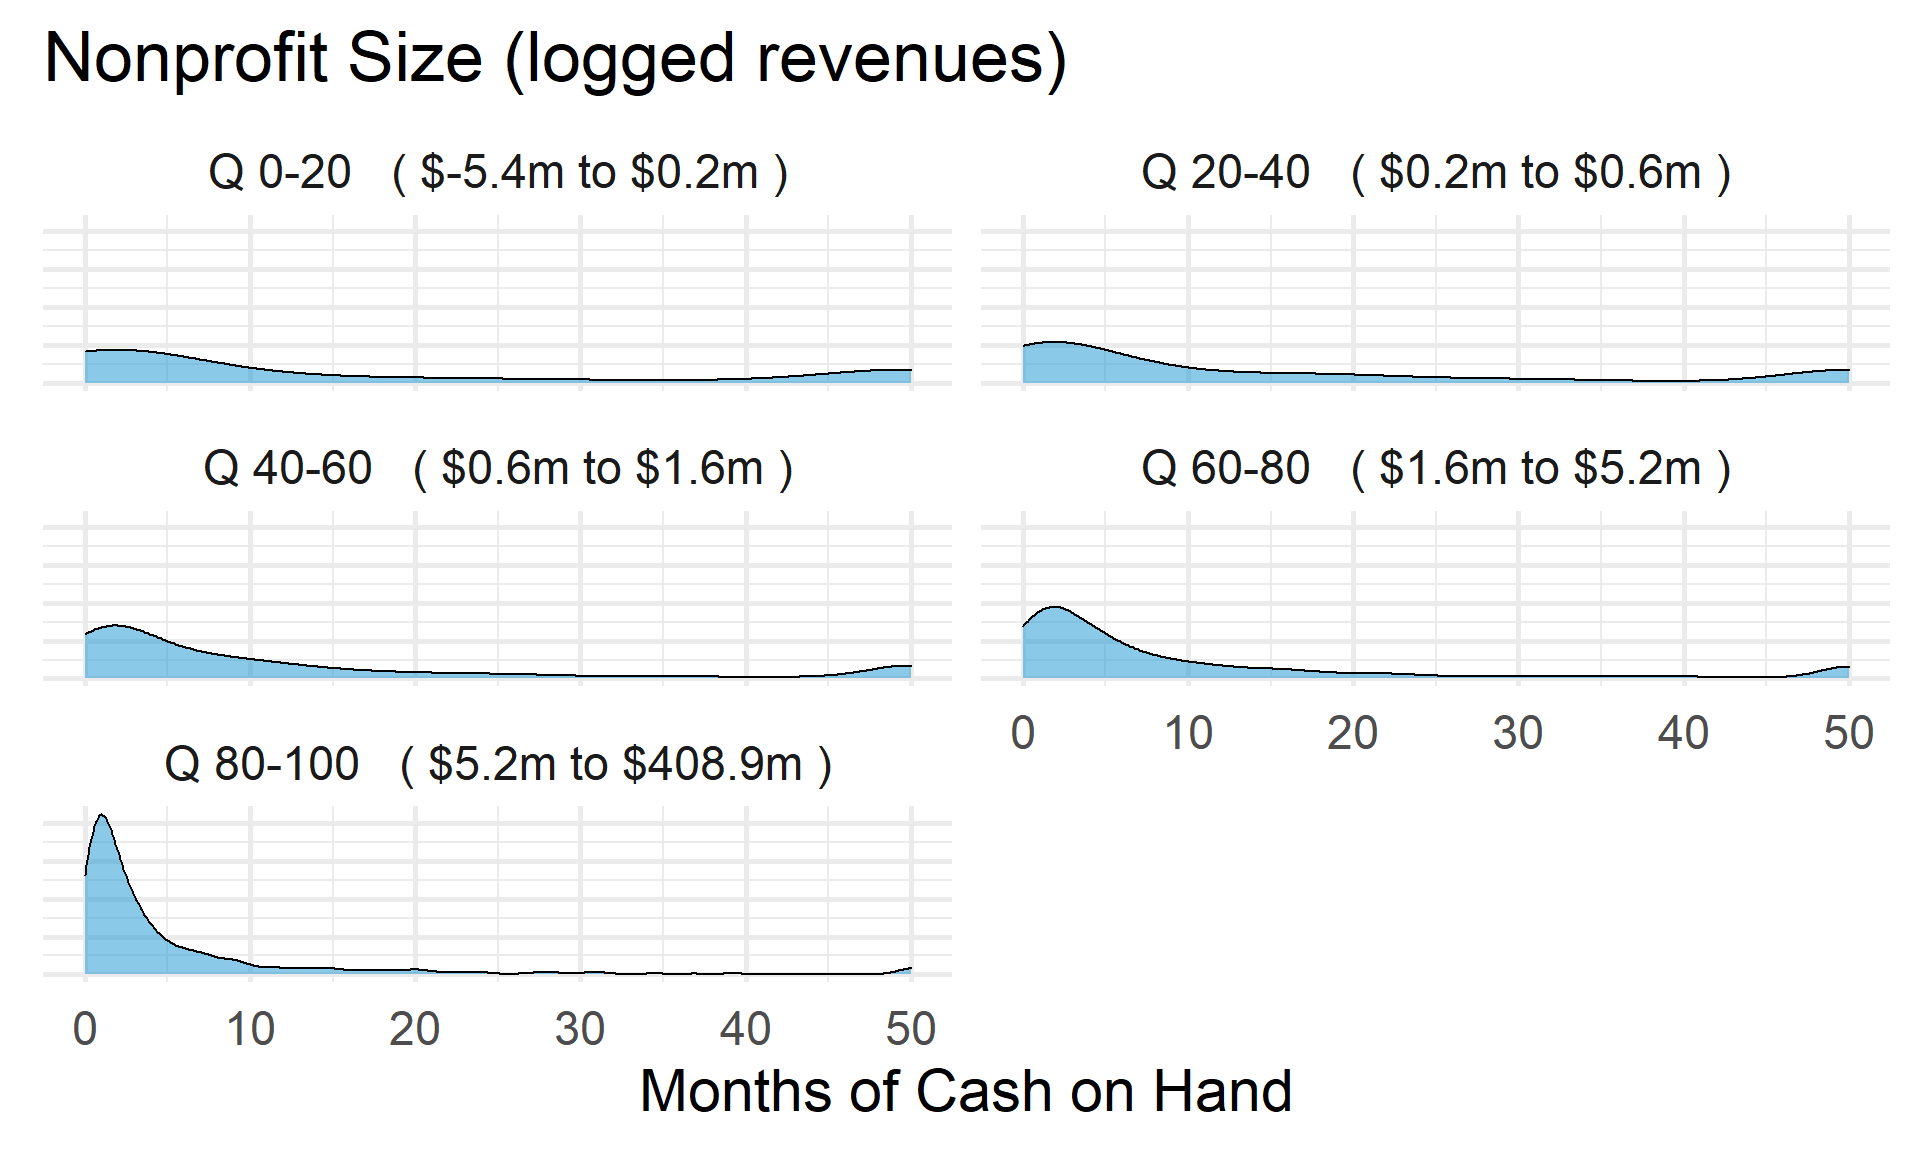 Nonprofit Size (logged revenues)
Q 0-20 ( $-5.4m to $0.2m )
Q 20-40 ( $0.2m to $0.6m )
Q 40-60 ( $0.6m to $1.6m )
Q 60-80 ( $1.6m to $5.2m )
0 10 20 30 40 50
Q 80-100 ( $5.2m to $408.9m )
0 10 20 30 40 50
Months of Cash on Hand